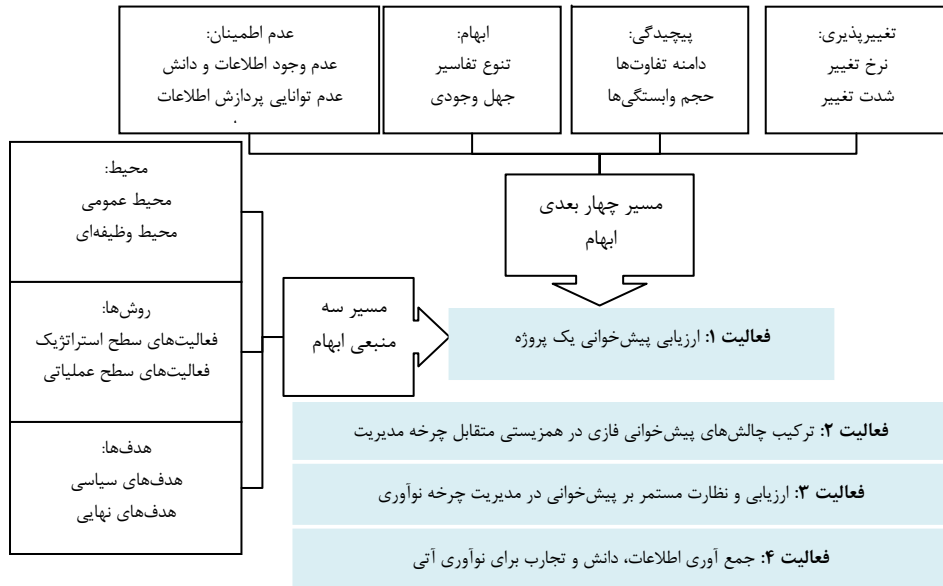 تغییرپذیری:
نرخ تغییر
شدت تغییر
پیچیدگی:
دامنه تفاوت‌ها
حجم وابستگی‌ها
ابهام:
تنوع تفاسیر
جهل وجودی
عدم اطمینان:
عدم وجود اطلاعات و دانش
عدم توانایی پردازش اطلاعات
.
مسیر چهار بعدی
ابهام
محیط:
محیط عمومی
محیط وظیفه‌ای
روش‌ها:
فعالیت‌های سطح استراتژیک
فعالیت‌های سطح عملیاتی
هدف‌ها:
هدف‌های سیاسی
هدف‌های نهایی
مسیر سه
منبعی ابهام
فعالیت ۱: ارزیابی پیش‌خوانی یک پروژه
فعالیت ۲: ترکیب چالش‌های پیش‌خوانی فازی در همزیستی متقابل چرخه مدیریت
فعالیت ۳: ارزیابی و نظارت مستمر بر پیش‌خوانی در مدیریت چرخه نوآوری
فعالیت ۴: جمع آوری اطلاعات، دانش و تجارب برای نوآوری آتی